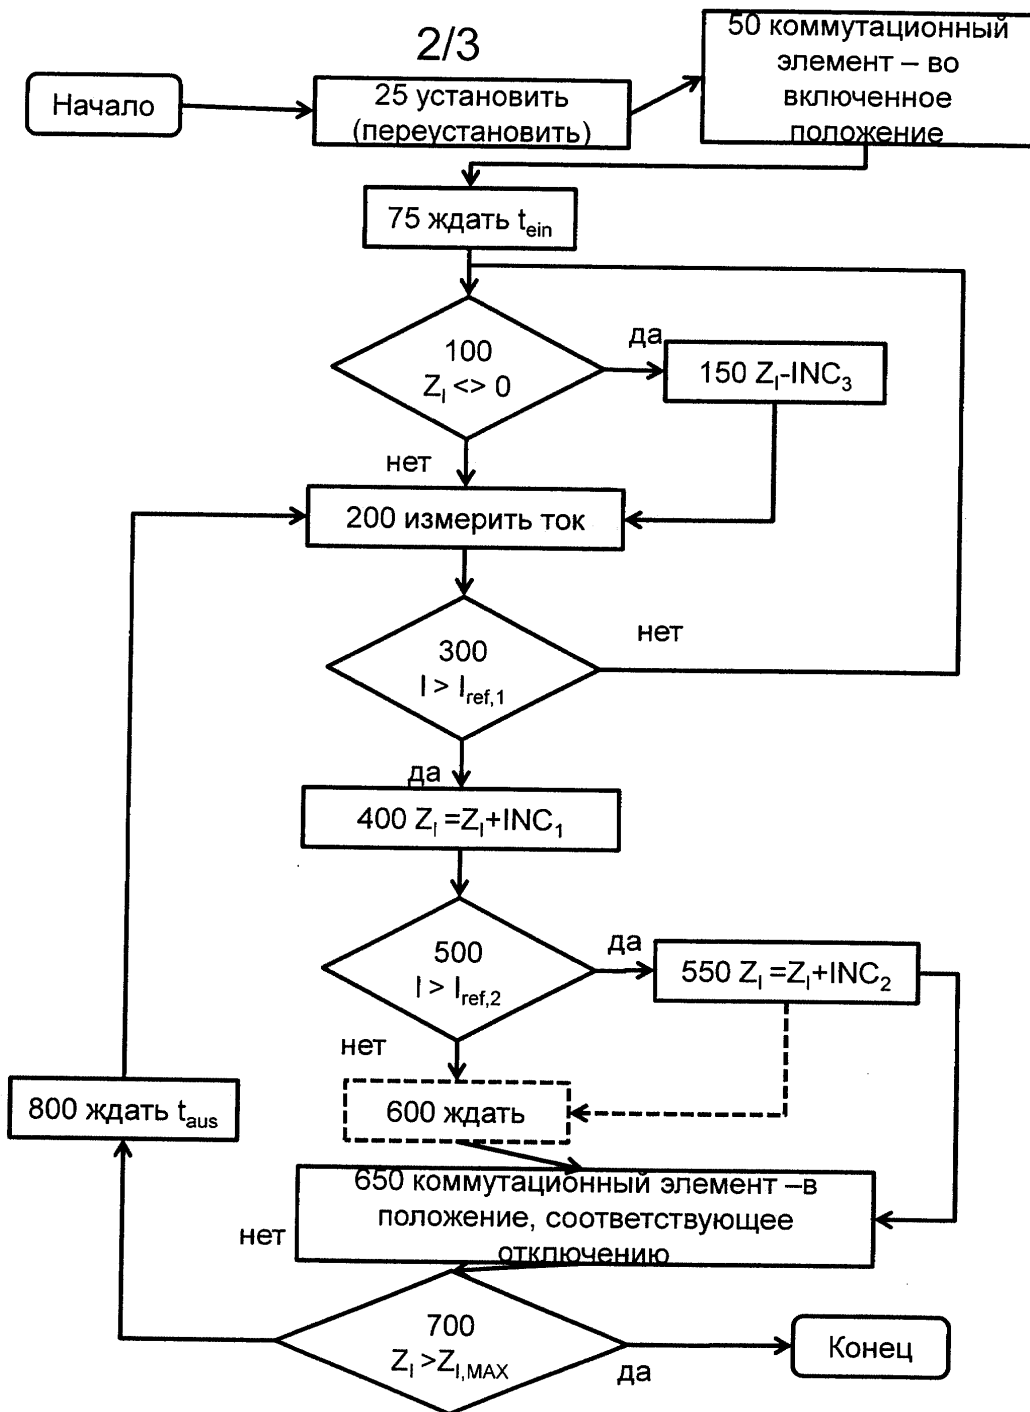 2/3
Начало
25 установить
(переустановить)
50 коммутационный
элемент – во
включенное
положение
75 ждать tein
100
ZI <> 0
да
150 ZI-INC3
нет
200 измерить ток
300
I > Iref,1
нет
да
400 ZI =ZI+INC1
500
I > Iref,2
да
550 ZI =ZI+INC2
нет
600 ждать
800 ждать taus
650 коммутационный элемент –в
положение, соответствующее
отключению
нет
700
ZI >ZI,MAX
да
Конец